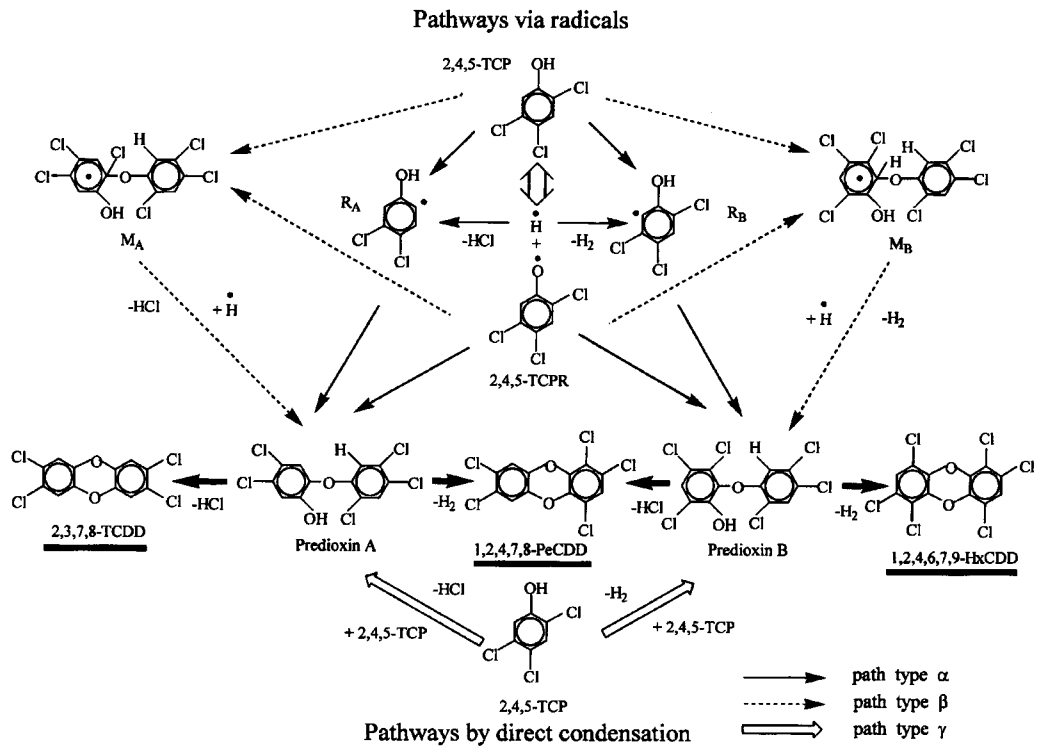 Pathways via radicals
2,4,5-TCP
OH
Cl
Cl
Cl
Cl
Cl
Cl
H
Cl
O
Cl
Cl
OH
M_A
Cl
Cl
H
H
Cl
O
Cl
Cl
OH
Cl
M_B
OH
R_A
•
Cl
Cl
-HCl
•
H
+
-H2
OH
•
Cl
Cl
Cl
R_B
•
O
Cl
Cl
Cl
2,4,5-TCPR
-HCl
+ H•
+ H•
-H2
Cl
Cl
O
O
Cl
Cl
2,3,7,8-TCDD
-HCl
Cl
Cl
OH
O
H
Cl
Cl
Cl
Predioxin A
-H2
Cl
Cl
O
O
Cl
Cl
Cl
1,2,4,7,8-PeCDD
-HCl
Cl
Cl
Cl
OH
O
H
Cl
Cl
Cl
Predioxin B
-H2
Cl
Cl
Cl
O
O
Cl
Cl
Cl
1,2,4,6,7,9-HxCDD
-HCl
+ 2,4,5-TCP
OH
Cl
Cl
Cl
2,4,5-TCP
-H2
+ 2,4,5-TCP
path type α
path type β
path type γ
Pathways by direct condensation